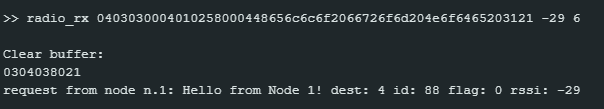 >> radio_rx 0403030004010258000448656c6c6f2066726f6d204e6f6465203121 -29 6
Clear buffer:
0304038021
request from node n.1: Hello from Node 1! dest: 4 id: 88 flag: 0 rssi: -29